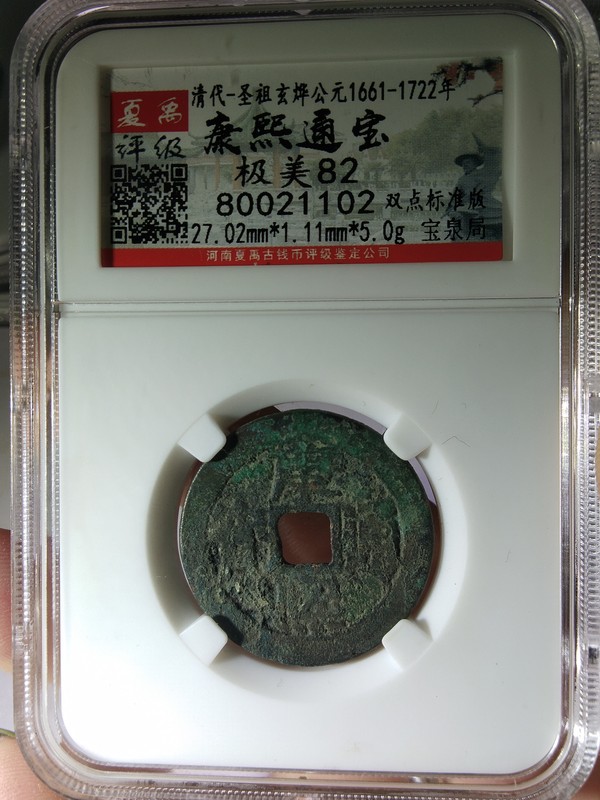 清代-圣祖玄烨公元1661-1722年
夏禹
评级
康熙通宝
极美82
80021102 双点标准版
27.02mm*1.11mm*5.0g 宝泉局
河南夏禹古钱币评级鉴定公司
康